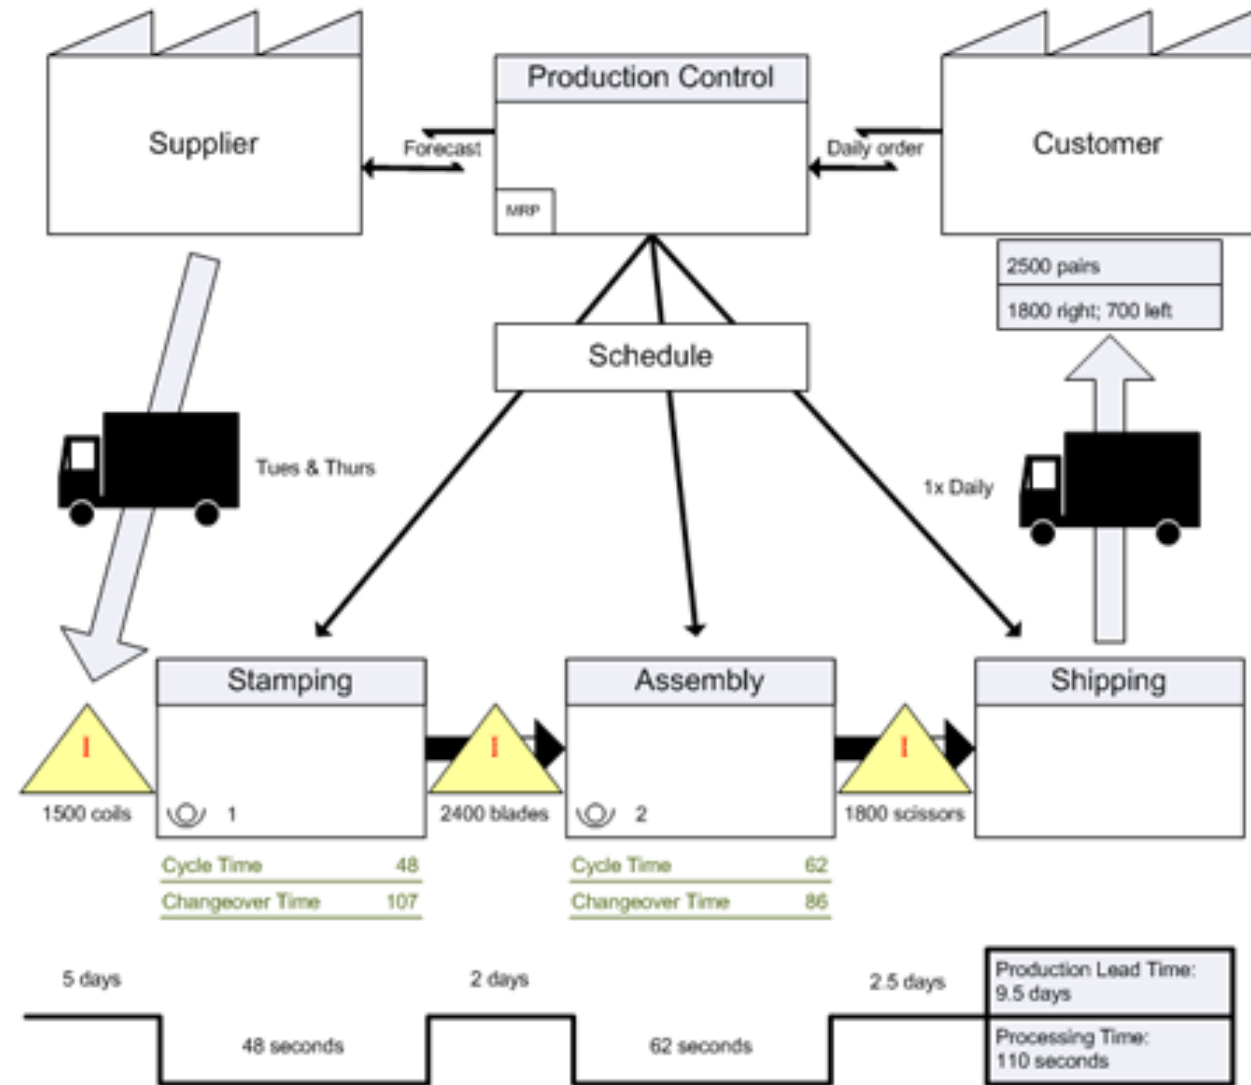 Supplier
Production Control
Customer
Forecast
Daily order
MRP
2500 pairs
1800 right; 700 left
Schedule
Tues & Thurs
1x Daily
Stamping
Assembly
Shipping
I
I
I
1500 coils
1
2400 blades
2
1800 scissors
Cycle Time 48
Cycle Time 62
Changeover Time 107
Changeover Time 86
5 days
2 days
2.5 days
Production Lead Time:
9.5 days
48 seconds
62 seconds
Processing Time:
110 seconds